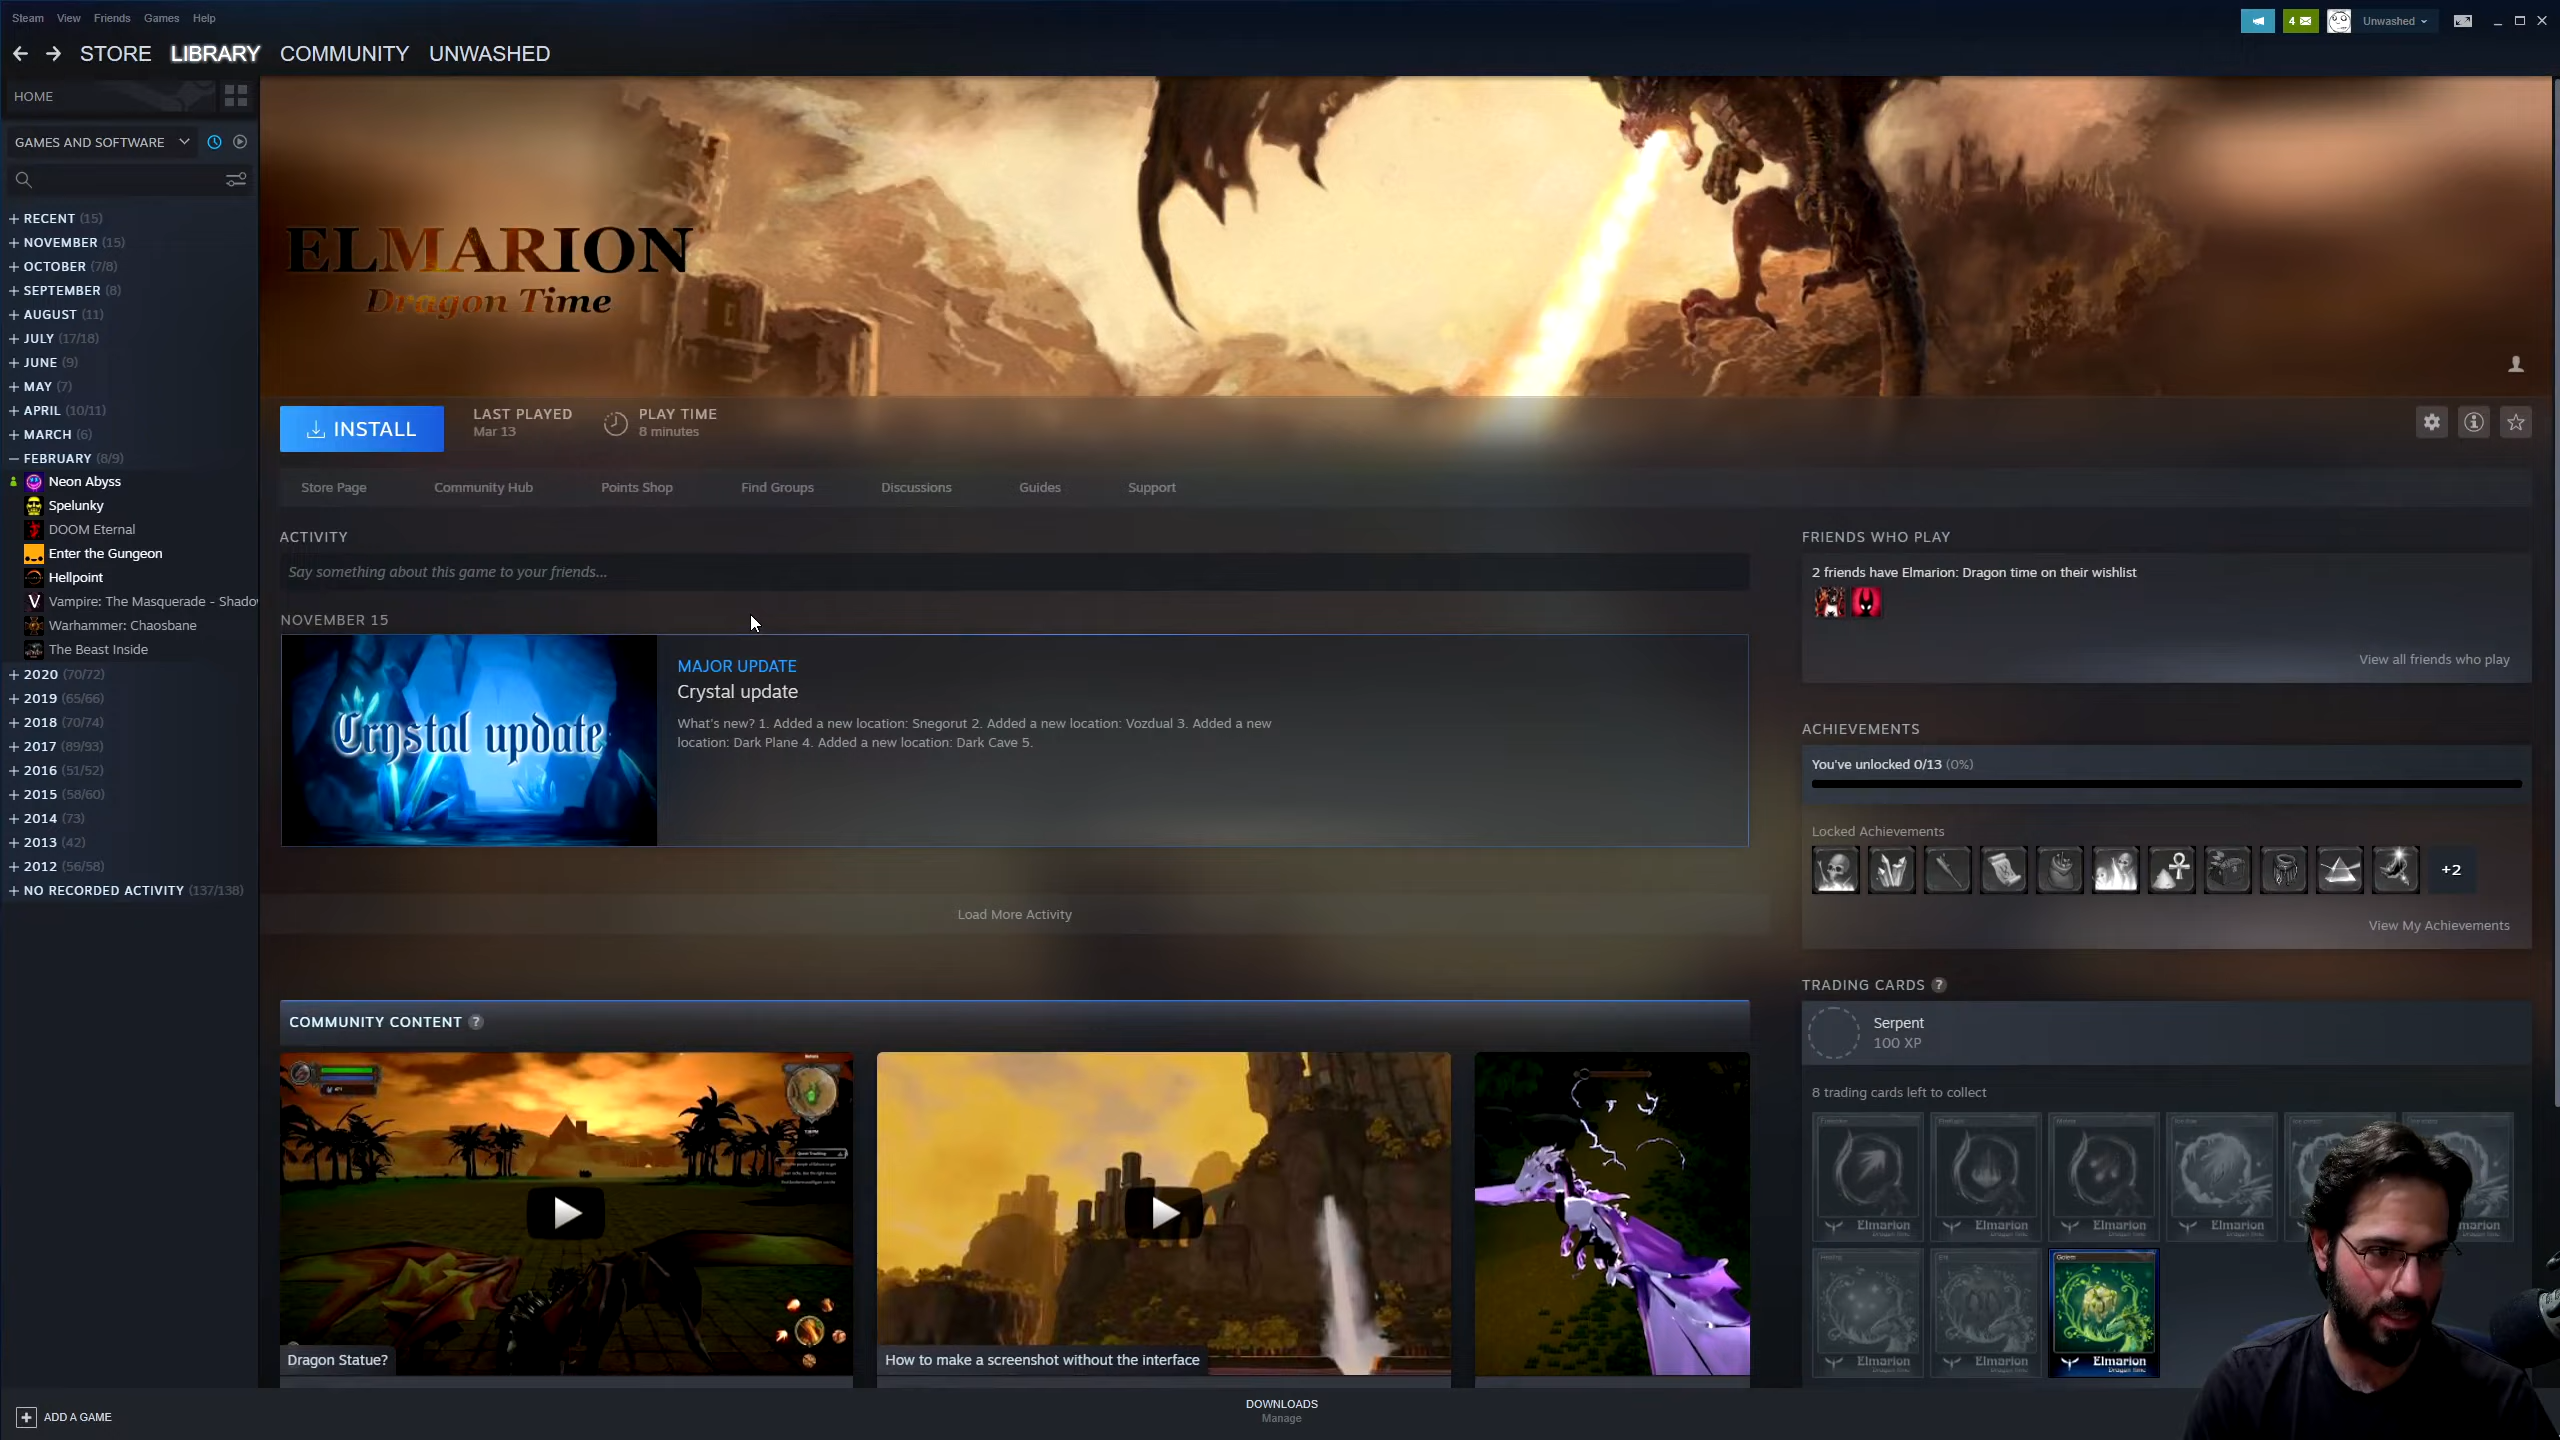 Steam View Friends Games Help
4
Unwashed
STORE LIBRARY COMMUNITY UNWASHED
HOME
GAMES AND SOFTWARE
+ RECENT (15)
+ NOVEMBER (15)
+ OCTOBER (7/8)
+ SEPTEMBER (8)
+ AUGUST (11)
+ JULY (17/18)
+ JUNE (9)
+ MAY (7)
+ APRIL (10/11)
+ MARCH (6)
— FEBRUARY (8/9)
Neon Abyss
Spelunky
DOOM Eternal
Enter the Gungeon
Hellpoint
Vampire: The Masquerade - Shado
Warhammer: Chaosbane
The Beast Inside
+ 2020 (70/72)
+ 2019 (65/66)
+ 2018 (70/74)
+ 2017 (89/93)
+ 2016 (51/52)
+ 2015 (58/60)
+ 2014 (73)
+ 2013 (42)
+ 2012 (56/58)
+ NO RECORDED ACTIVITY (137/138)
ELMARION
Dragon Time
INSTALL
LAST PLAYED
Mar 13
PLAY TIME
8 minutes
Store Page Community Hub Points Shop Find Groups Discussions Guides Support
ACTIVITY
Say something about this game to your friends...
NOVEMBER 15
Crystal update
MAJOR UPDATE
Crystal update
What's new? 1. Added a new location: Snegorut 2. Added a new location: Vozdual 3. Added a new
location: Dark Plane 4. Added a new location: Dark Cave 5.
Load More Activity
COMMUNITY CONTENT ?
Dragon Statue?
How to make a screenshot without the interface
FRIENDS WHO PLAY
2 friends have Elmarion: Dragon time on their wishlist
View all friends who play
ACHIEVEMENTS
You've unlocked 0/13 (0%)
Locked Achievements
+2
View My Achievements
TRADING CARDS ?
Serpent
100 XP
8 trading cards left to collect
Elmarion
Elmarion
Elmarion
Elmarion
Elmarion
Elmarion
Golem
Elmarion
Dragon time
ADD A GAME
DOWNLOADS
Manage